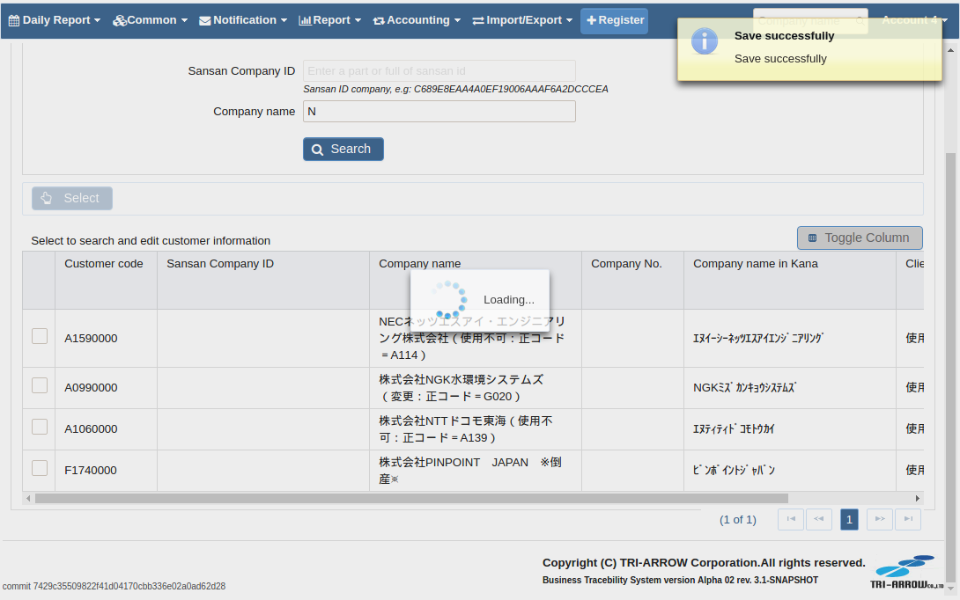 Daily Report Common Notification Report Accounting Import/Export Register Account 4
Save successfully
Save successfully
Sansan Company ID Enter a part or full of sansan id
Sansan ID company, e.g: C689E8EAA4A0EF19006AAAF6A2DCCCEA
Company name N
Search
Select
Select to search and edit customer information
Toggle Column
Customer code Sansan Company ID Company name Company No. Company name in Kana Clie
Loading...
NECネッツエスアイ・エンジニアリ
ング株式会社（使用不可：正コード
= A114）
A1590000 ｴﾇｲｰｼｰﾈｯﾂｴｽｱｲｴﾝｼﾞﾆｱﾘﾝｸﾞ 使用
株式会社NGK水環境システムズ
（変更：正コード = G020）
A0990000 NGKﾐｽﾞｶﾝｷｮｳｼｽﾃﾑｽﾞ 使用
株式会社NTTドコモ東海（使用不
可：正コード = A139）
A1060000 ｴﾇﾃｨﾃｨﾄﾞｺﾓﾄｳｶｲ 使用
株式会社PINPOINT　JAPAN　※倒
産※
F1740000 ﾋﾟﾝﾎﾟｲﾝﾄｼﾞｬﾊﾟﾝ 使用
(1 of 1) 1
Copyright (C) TRI-ARROW Corporation.All rights reserved.
Business Tracebility System version Alpha 02 rev. 3.1-SNAPSHOT
TRI-ARROW CO.,LTD
commit 7429c35509822f41d04170cbb336e02a0ad62d28